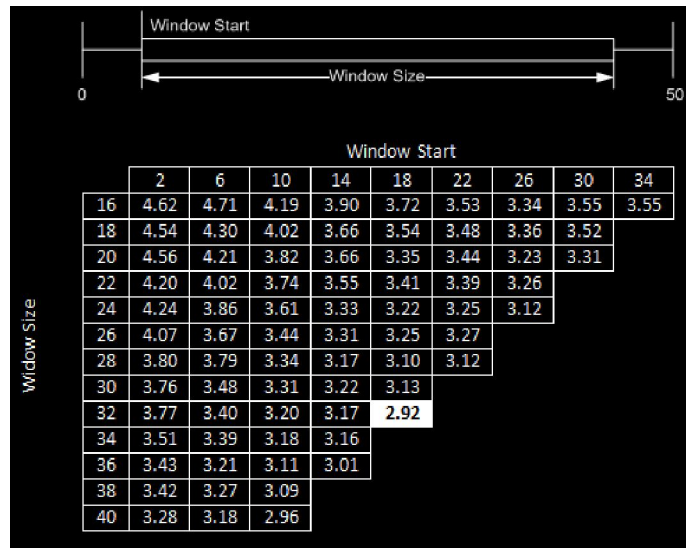 Window Start
Window Size
0 50
Window Start
2 6 10 14 18 22 26 30 34
16 4.62 4.71 4.19 3.90 3.72 3.53 3.34 3.55 3.55
18 4.54 4.30 4.02 3.66 3.54 3.48 3.36 3.52
20 4.56 4.21 3.82 3.66 3.35 3.44 3.23 3.31
22 4.20 4.02 3.74 3.55 3.41 3.39 3.26
24 4.24 3.86 3.61 3.33 3.22 3.25 3.12
26 4.07 3.67 3.44 3.31 3.25 3.27
28 3.80 3.79 3.34 3.17 3.10 3.12
30 3.76 3.48 3.31 3.22 3.13
32 3.77 3.40 3.20 3.17 2.92
34 3.51 3.39 3.18 3.16
36 3.43 3.21 3.11 3.01
38 3.42 3.27 3.09
40 3.28 3.18 2.96
Widow Size